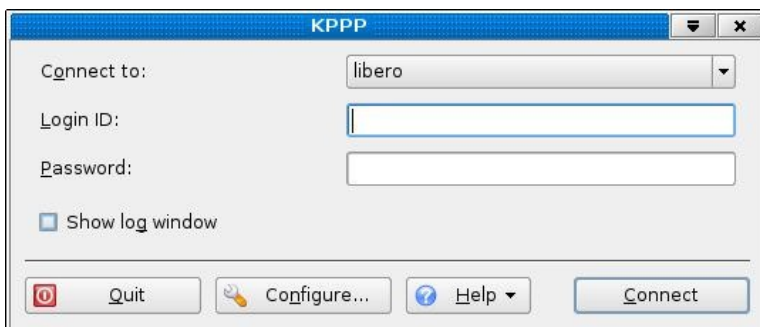 KPPP
Connect to: libero
Login ID:
Password:
Show log window
Quit Configure... Help Connect